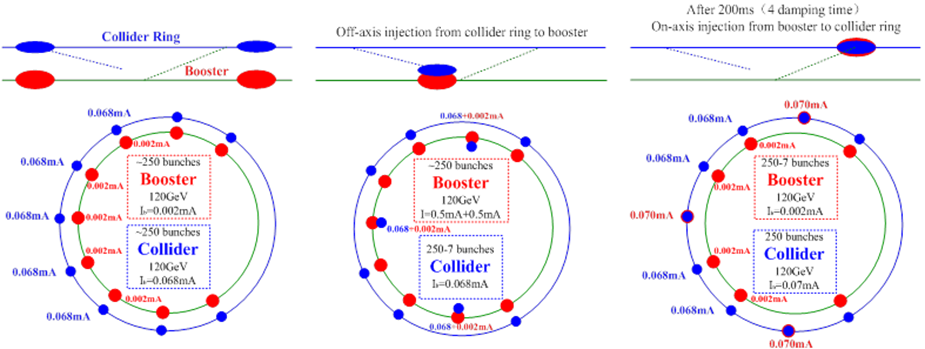 Collider Ring
Booster
0.068mA
0.068mA
0.068mA
0.068mA
0.068mA
0.002mA
0.002mA
0.002mA
0.002mA
0.002mA
~250 bunches
Booster
120GeV
Iᵇ=0.002mA
~250 bunches
Collider
120GeV
Iᵇ=0.068mA
Off-axis injection from collider ring to booster
0.068+0.002mA
~250 bunches
Booster
120GeV
I=0.5mA+0.5mA
0.068+0.002mA
250-7 bunches
Collider
120GeV
Iᵇ=0.068mA
0.068+0.002mA
After 200ms（4 damping time）
On-axis injection from booster to collider ring
0.070mA
0.068mA
0.068mA
0.070mA
0.068mA
0.068mA
0.070mA
0.002mA
0.002mA
0.002mA
0.002mA
250-7 bunches
Booster
120GeV
Iᵇ=0.002mA
250 bunches
Collider
120GeV
Iᵇ=0.07mA